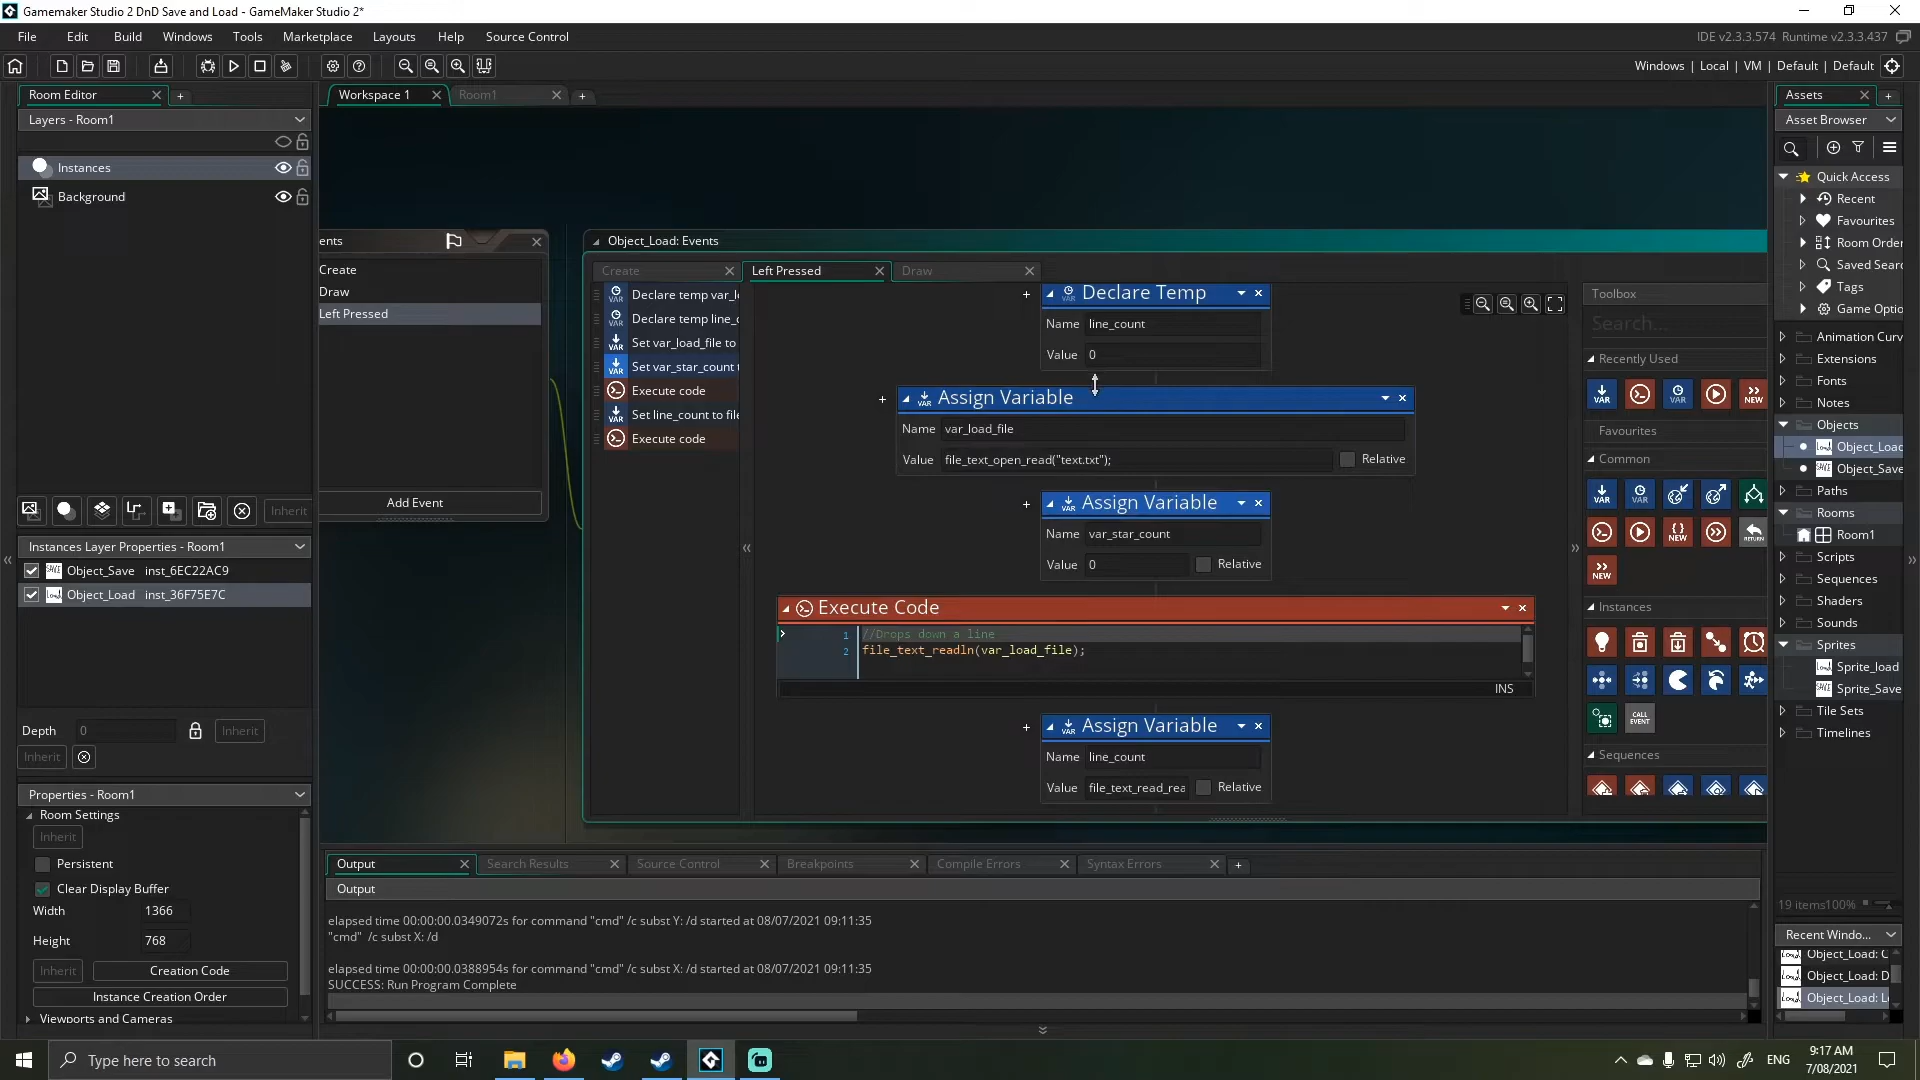 Gamemaker Studio 2 DnD Save and Load - GameMaker Studio 2*
File Edit Build Windows Tools Marketplace Layouts Help Source Control
IDE v2.3.3.574 Runtime v2.3.3.437
Windows | Local | VM | Default | Default
Room Editor
Layers - Room1
Instances
Background
Inherit
Instances Layer Properties - Room1
Object_Save inst_6EC22AC9
Object_Load inst_36F75E7C
Depth 0 Inherit
Inherit
Properties - Room1
Room Settings
Inherit
Persistent
Clear Display Buffer
Width 1366
Height 768
Inherit Creation Code
Instance Creation Order
Viewports and Cameras
Workspace 1 Room1
ents
Create
Draw
Left Pressed
Add Event
Object_Load: Events
Create Left Pressed Draw
Declare temp var_l
Declare temp line_c
Set var_load_file to
Set var_star_count t
Execute code
Set line_count to file
Execute code
Declare Temp
Name line_count
Value 0
Assign Variable
Name var_load_file
Value file_text_open_read("text.txt"); Relative
Assign Variable
Name var_star_count
Value 0 Relative
Execute Code
1 //Drops down a line
2 file_text_readln(var_load_file);
INS
Assign Variable
Name line_count
Value file_text_read_rea Relative
Toolbox
Search...
Recently Used
NEW
Favourites
Common
NEW
RETURN
NEW
Instances
CALL EVENT
Sequences
Output Search Results Source Control Breakpoints Compile Errors Syntax Errors
Output
elapsed time 00:00:00.0349072s for command "cmd" /c subst Y: /d started at 08/07/2021 09:11:35
"cmd" /c subst X: /d
elapsed time 00:00:00.0388954s for command "cmd" /c subst X: /d started at 08/07/2021 09:11:35
SUCCESS: Run Program Complete
Assets
Asset Browser
Quick Access
Recent
Favourites
Room Order
Saved Searc
Tags
Game Optio
Animation Curv
Extensions
Fonts
Notes
Objects
Object_Load
Object_Save
Paths
Rooms
Room1
Scripts
Sequences
Shaders
Sounds
Sprites
Sprite_load
Sprite_Save
Tile Sets
Timelines
19 items 100%
Recent Windo...
Object_Load: C
Object_Load: D
Object_Load: L
Type here to search
ENG
9:17 AM
7/08/2021